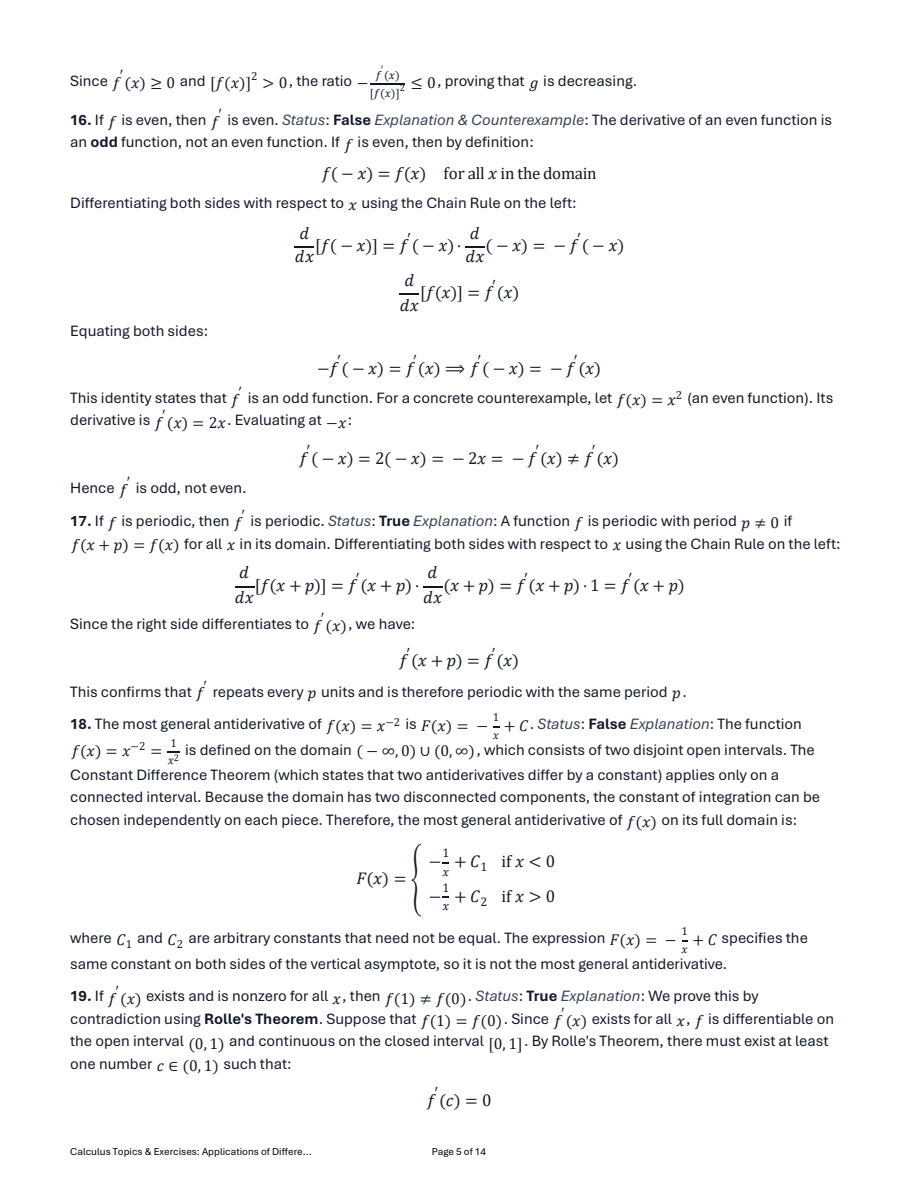 Since f′(x) ≥ 0 and [f(x)]² > 0, the ratio −f′(x)/[f(x)]² ≤ 0, proving that g is decreasing.
16. If f is even, then f′ is even. Status: False Explanation & Counterexample: The derivative of an even function is
an odd function, not an even function. If f is even, then by definition:
f(−x) = f(x) for all x in the domain
Differentiating both sides with respect to x using the Chain Rule on the left:
d/dx[f(−x)] = f′(−x) · d/dx(−x) = −f′(−x)
d/dx[f(x)] = f′(x)
Equating both sides:
−f′(−x) = f′(x) ⟹ f′(−x) = −f′(x)
This identity states that f′ is an odd function. For a concrete counterexample, let f(x) = x² (an even function). Its
derivative is f′(x) = 2x. Evaluating at −x:
f′(−x) = 2(−x) = −2x = −f′(x) ≠ f′(x)
Hence f′ is odd, not even.
17. If f is periodic, then f′ is periodic. Status: True Explanation: A function f is periodic with period p ≠ 0 if
f(x + p) = f(x) for all x in its domain. Differentiating both sides with respect to x using the Chain Rule on the left:
d/dx[f(x + p)] = f′(x + p) · d/dx(x + p) = f′(x + p) · 1 = f′(x + p)
Since the right side differentiates to f′(x), we have:
f′(x + p) = f′(x)
This confirms that f′ repeats every p units and is therefore periodic with the same period p.
18. The most general antiderivative of f(x) = x⁻² is F(x) = −1/x + C. Status: False Explanation: The function
f(x) = x⁻² = 1/x² is defined on the domain (−∞, 0) ∪ (0, ∞), which consists of two disjoint open intervals. The
Constant Difference Theorem (which states that two antiderivatives differ by a constant) applies only on a
connected interval. Because the domain has two disconnected components, the constant of integration can be
chosen independently on each piece. Therefore, the most general antiderivative of f(x) on its full domain is:
F(x) = { −1/x + C₁ if x < 0
−1/x + C₂ if x > 0
where C₁ and C₂ are arbitrary constants that need not be equal. The expression F(x) = −1/x + C specifies the
same constant on both sides of the vertical asymptote, so it is not the most general antiderivative.
19. If f′(x) exists and is nonzero for all x, then f(1) ≠ f(0). Status: True Explanation: We prove this by
contradiction using Rolle's Theorem. Suppose that f(1) = f(0). Since f′(x) exists for all x, f is differentiable on
the open interval (0, 1) and continuous on the closed interval [0, 1]. By Rolle's Theorem, there must exist at least
one number c ∈ (0, 1) such that:
f′(c) = 0
Calculus Topics & Exercises: Applications of Differe... Page 5 of 14